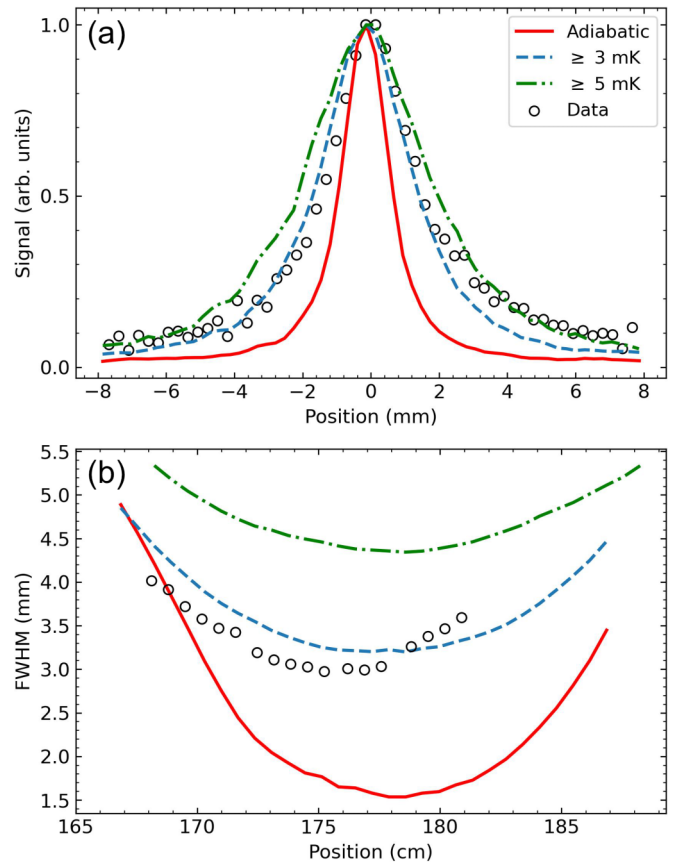 (a)
Adiabatic
≥ 3 mK
≥ 5 mK
Data
1.0
0.5
0.0
Signal (arb. units)
−8 −6 −4 −2 0 2 4 6 8
Position (mm)
(b)
5.5
5.0
4.5
4.0
3.5
3.0
2.5
2.0
1.5
FWHM (mm)
165 170 175 180 185
Position (cm)